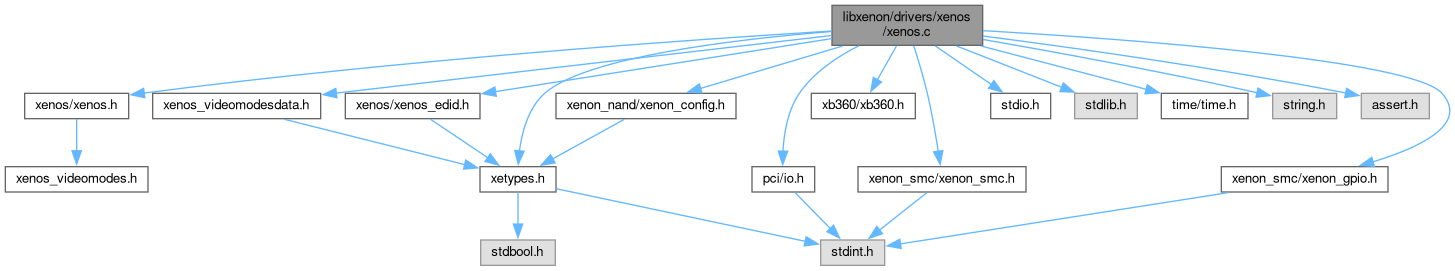 libxenon/drivers/xenos
/xenos.c
xenos/xenos.h
xenos_videomodesdata.h
xenos/xenos_edid.h
xenon_nand/xenon_config.h
xb360/xb360.h
stdio.h
stdlib.h
time/time.h
string.h
assert.h
xenos_videomodes.h
xetypes.h
pci/io.h
xenon_smc/xenon_smc.h
xenon_smc/xenon_gpio.h
stdbool.h
stdint.h